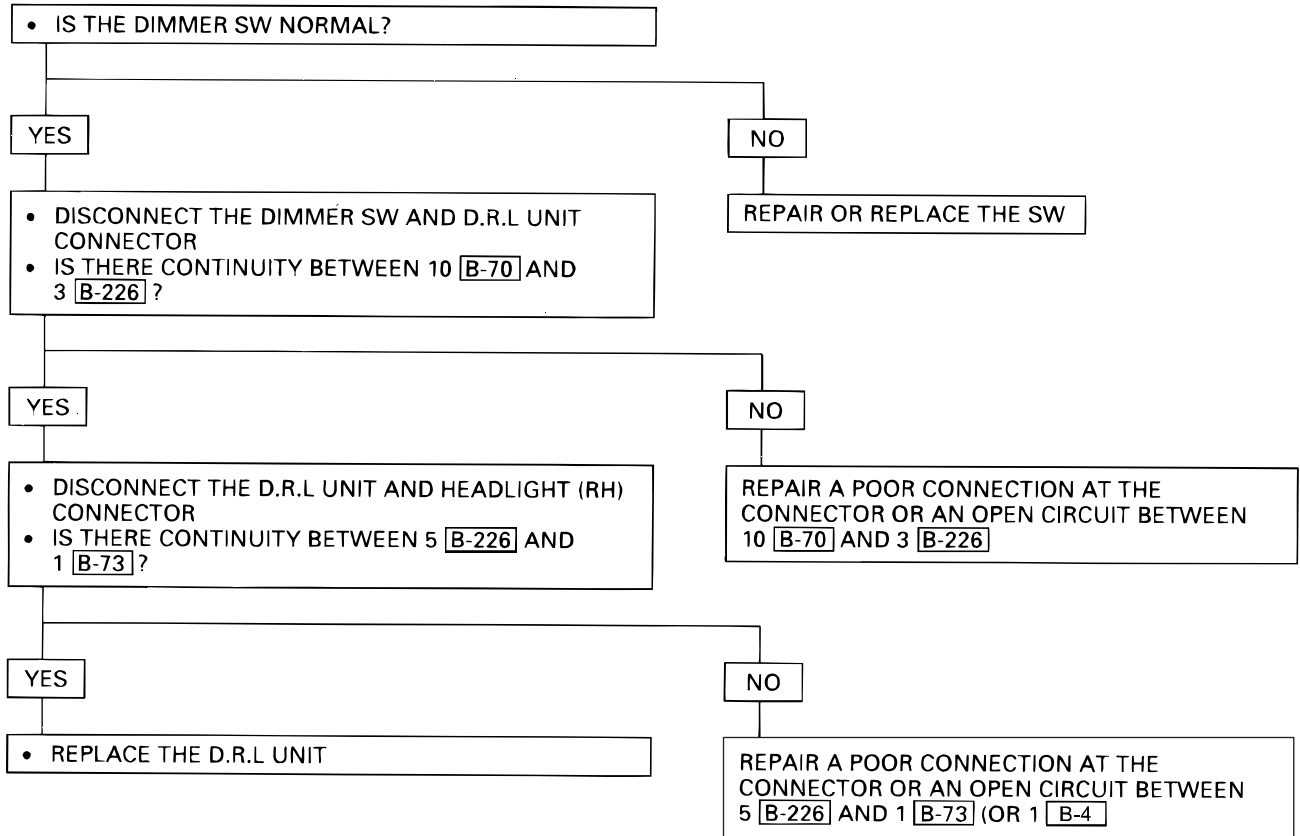 • IS THE DIMMER SW NORMAL?
YES
NO
• DISCONNECT THE DIMMER SW AND D.R.L UNIT
CONNECTOR
• IS THERE CONTINUITY BETWEEN 10 B-70 AND
3 B-226 ?
REPAIR OR REPLACE THE SW
YES
NO
• DISCONNECT THE D.R.L UNIT AND HEADLIGHT (RH)
CONNECTOR
• IS THERE CONTINUITY BETWEEN 5 B-226 AND
1 B-73 ?
REPAIR A POOR CONNECTION AT THE
CONNECTOR OR AN OPEN CIRCUIT BETWEEN
10 B-70 AND 3 B-226
YES
NO
• REPLACE THE D.R.L UNIT
REPAIR A POOR CONNECTION AT THE
CONNECTOR OR AN OPEN CIRCUIT BETWEEN
5 B-226 AND 1 B-73 (OR 1 B-4